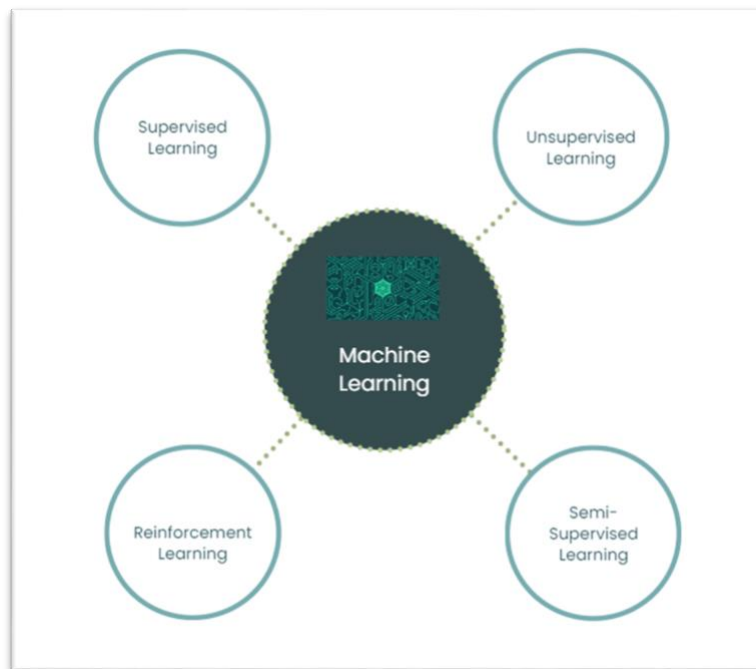 Supervised
Learning
Unsupervised
Learning
Machine
Learning
Reinforcement
Learning
Semi-
Supervised
Learning